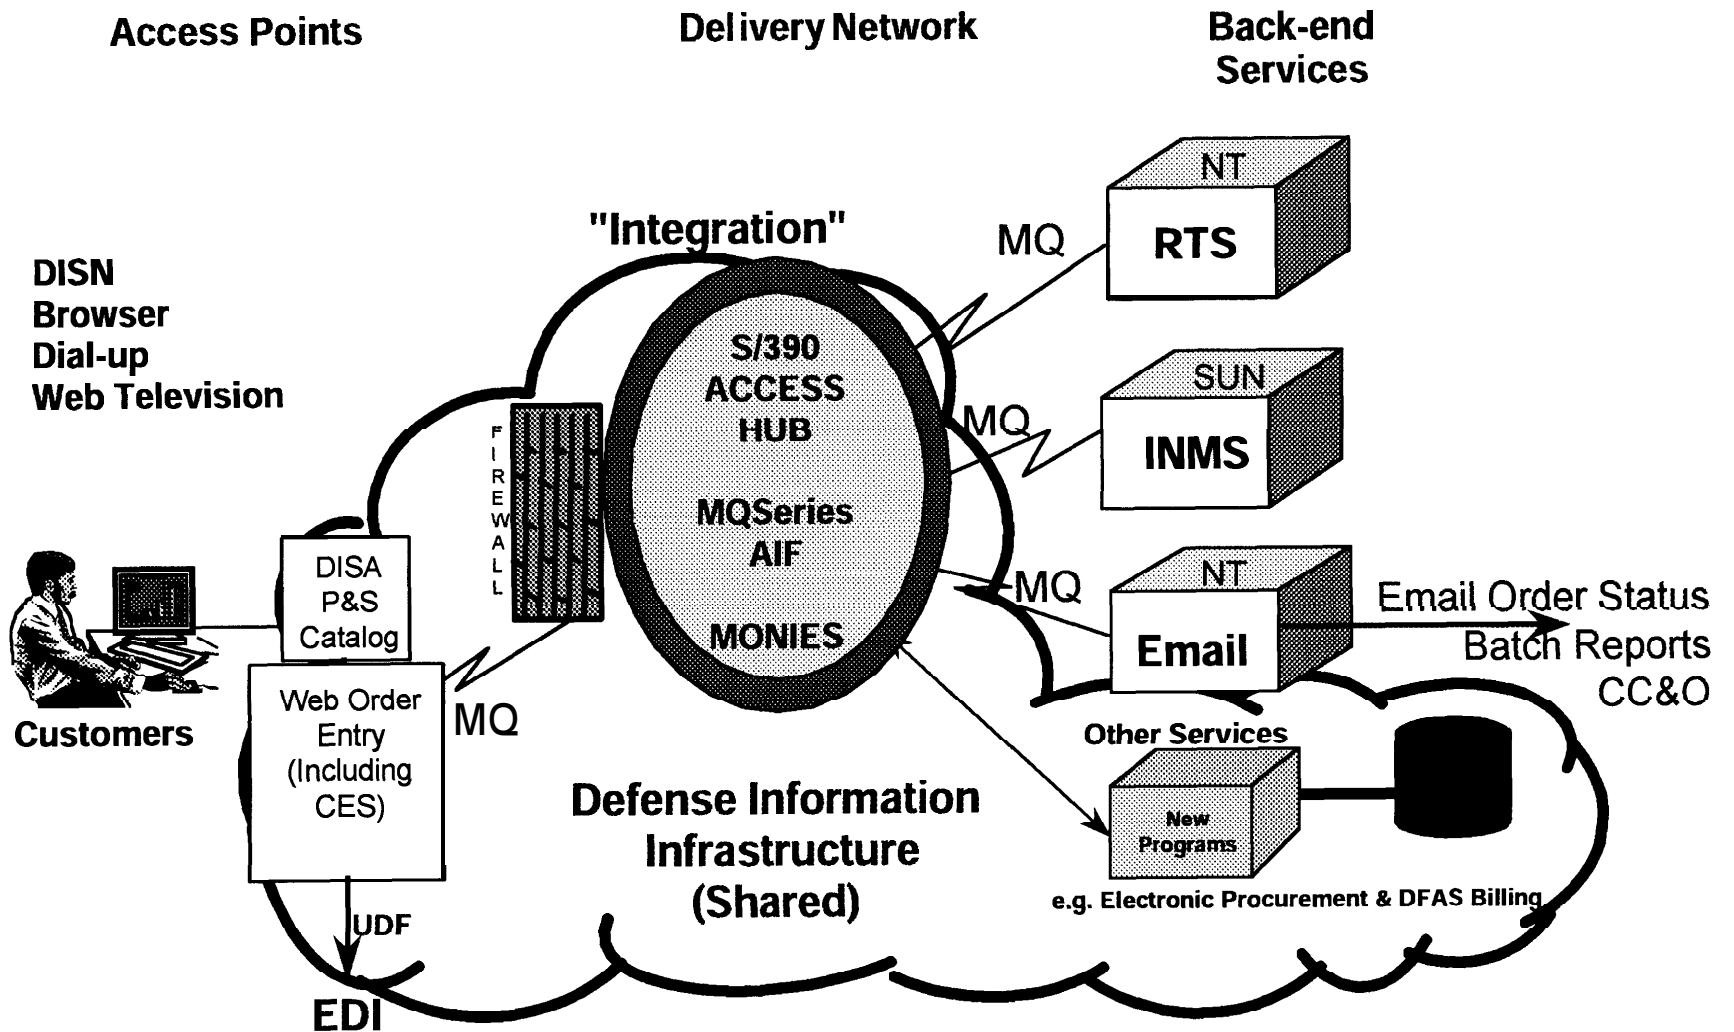 Access Points
Delivery Network
Back-end
Services
DISN
Browser
Dial-up
Web Television
"Integration"
S/390
ACCESS
HUB
MQSeries
AIF
MONIES
FIREWALL
DISA
P&S
Catalog
Web Order
Entry
(Including
CES)
MQ
Customers
UDF
EDI
MQ
NT
RTS
MQ
SUN
INMS
MQ
NT
Email
Email Order Status
Batch Reports
CC&O
Other Services
New
Programs
e.g. Electronic Procurement & DFAS Billing
Defense Information
Infrastructure
(Shared)